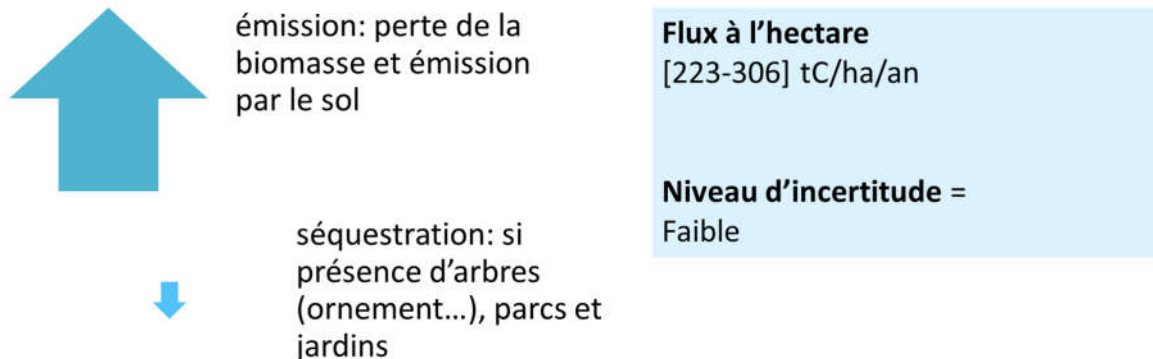 émission: perte de la
biomasse et émission
par le sol
séquestration: si
présence d'arbres
(ornement...), parcs et
jardins
Flux à l'hectare
[223-306] tC/ha/an
Niveau d'incertitude =
Faible